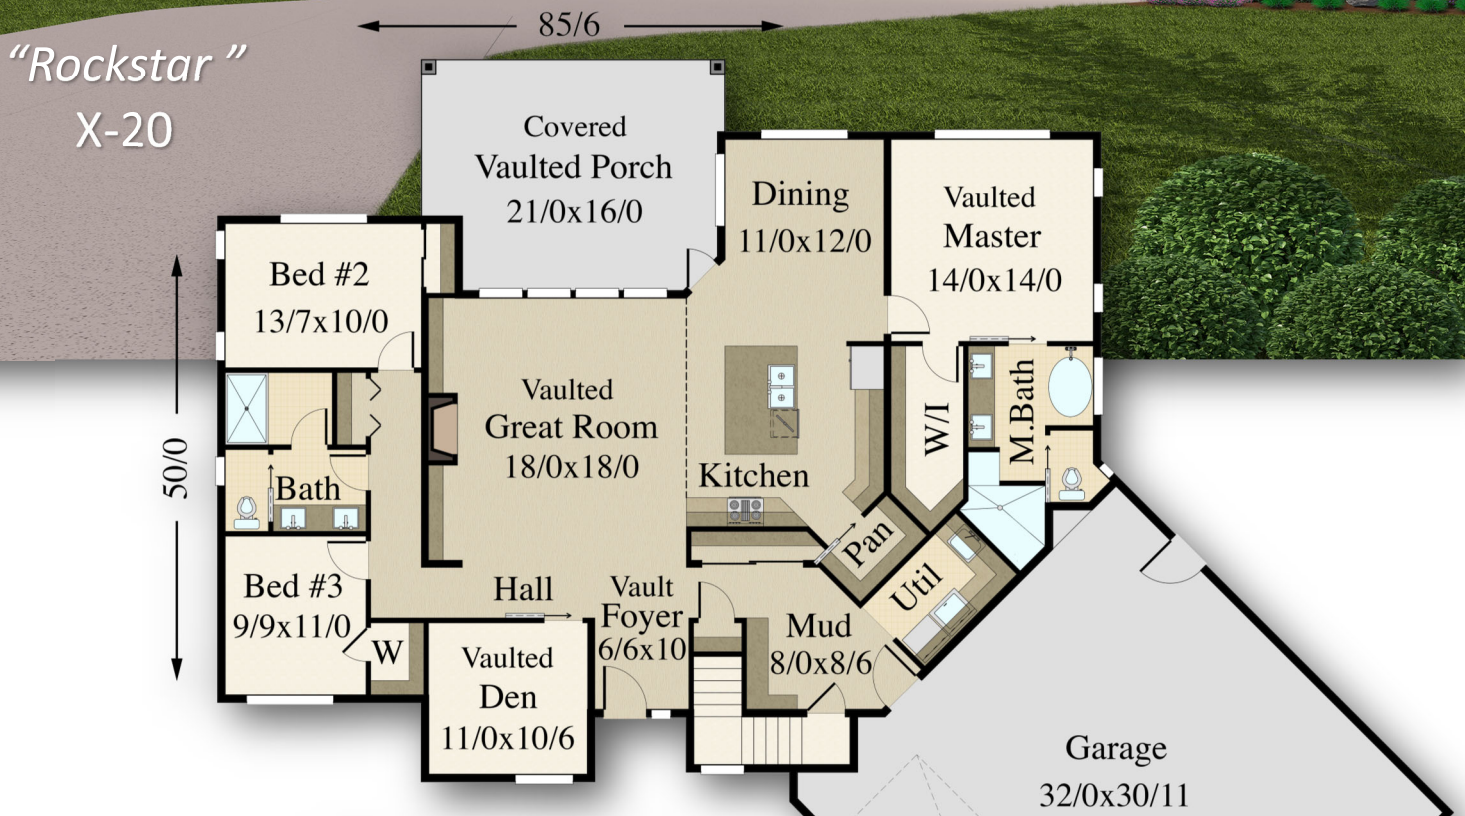 85/6
“Rockstar ”
X-20
Covered
Vaulted Porch
21/0x16/0
Dining
11/0x12/0
Vaulted
Master
14/0x14/0
Bed #2
13/7x10/0
50/0
Vaulted
Great Room
18/0x18/0
Kitchen
W/I
M.Bath
Bath
Pan
Util
Bed #3
9/9x11/0
W
Hall
Vault
Foyer
6/6x10
Mud
8/0x8/6
Vaulted
Den
11/0x10/6
Garage
32/0x30/11